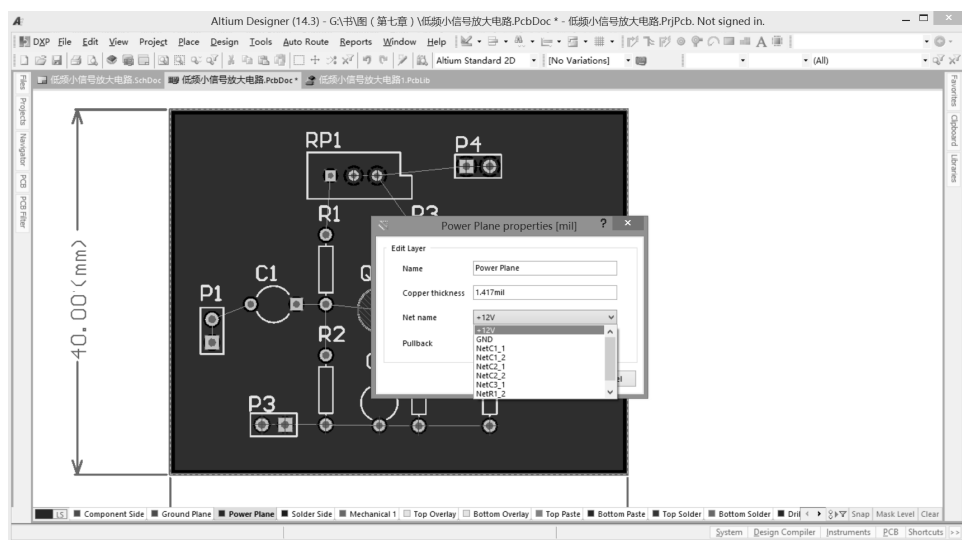 Altium Designer (14.3) - G:\书\图 ( 第七章 ) \低频小信号放大电路.PcbDoc * - 低频小信号放大电路.PrjPcb. Not signed in.
DXP File Edit View Project Place Design Tools Auto Route Reports Window Help
Altium Standard 2D [No Variations] (All)
低频小信号放大电路.SchDoc 低频小信号放大电路.PcbDoc * 低频小信号放大电路1.PcbLib
Files
Projects
Navigator
PCB
PCB Filter
Favorites
Clipboard
Libraries
40.00 (mm)
RP1
P4
R1
R3
C1
Q
P1
R2
C
P3
Power Plane properties [mil] ? ×
Edit Layer
Name Power Plane
Copper thickness 1.417mil
Net name +12V
Pullback
+12V
GND
NetC1_1
NetC1_2
NetC2_1
NetC2_2
NetC3_1
NetR1_2
LS Component Side Ground Plane Power Plane Solder Side Mechanical 1 Top Overlay Bottom Overlay Top Paste Bottom Paste Top Solder Bottom Solder Dril Snap Mask Level Clear
System Design Compiler Instruments PCB Shortcuts >>